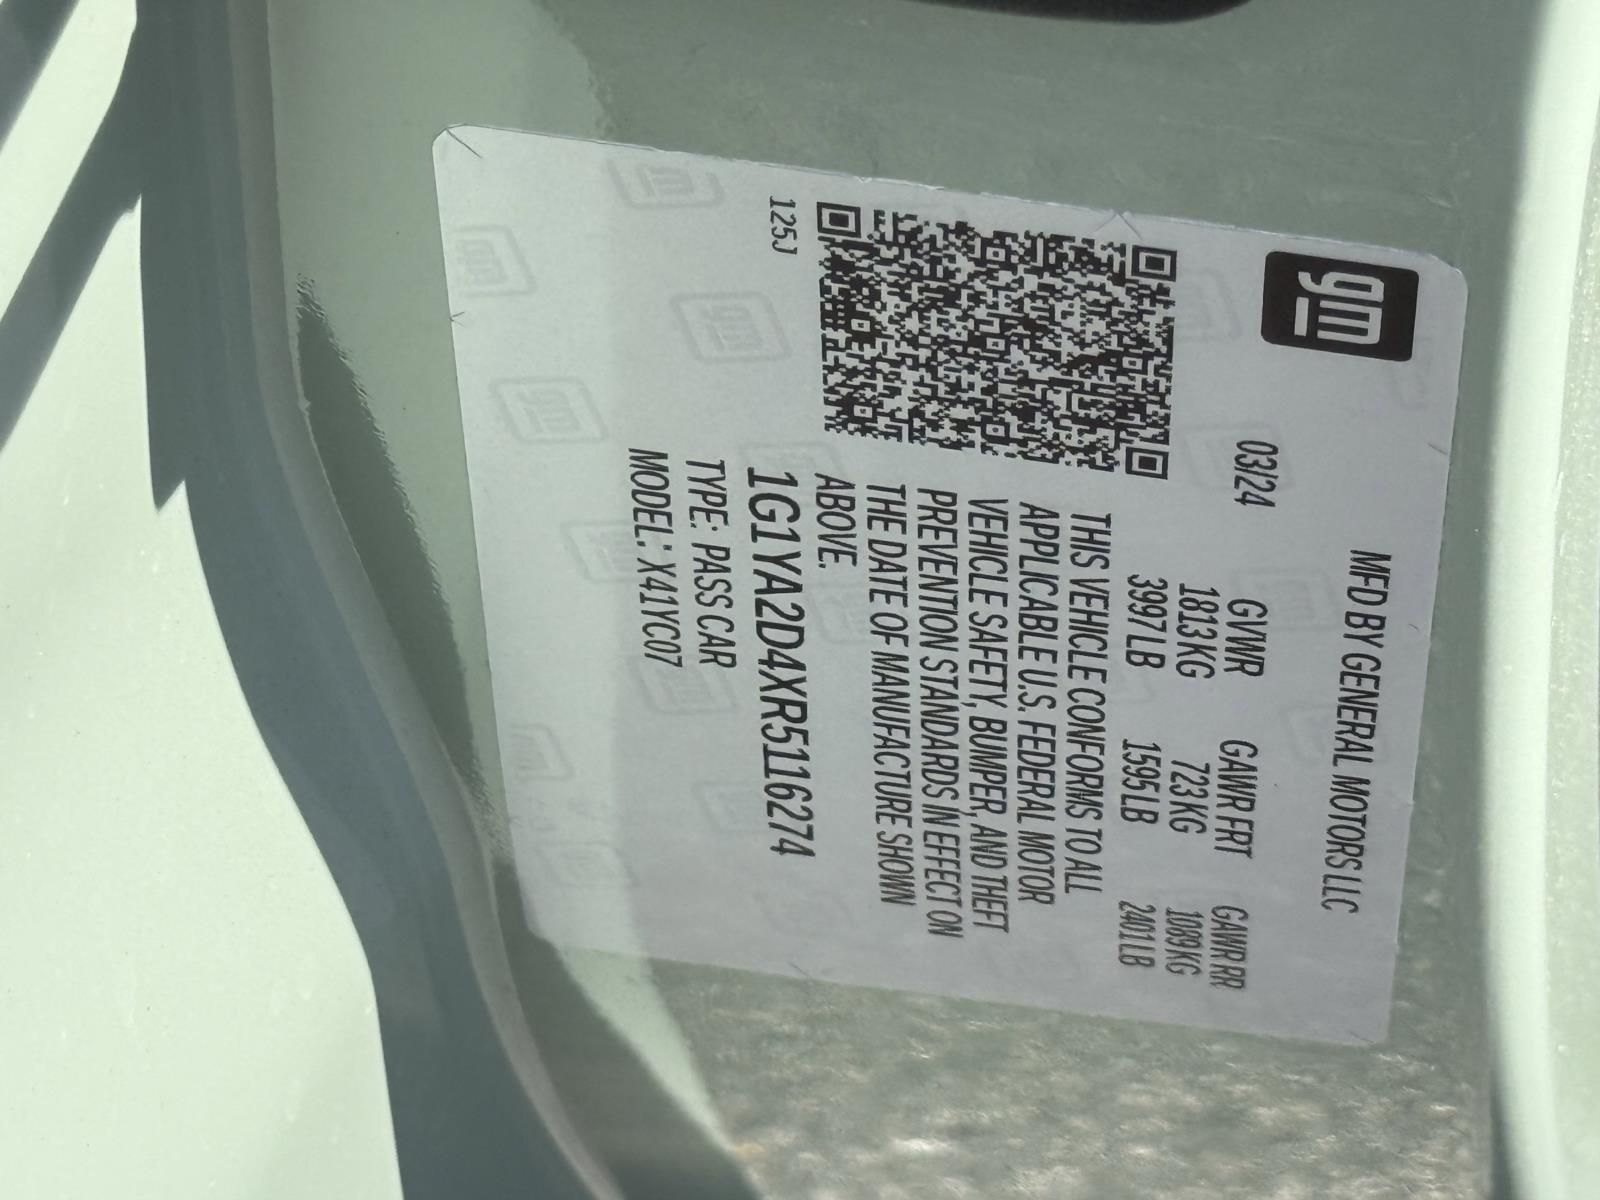 gm
MFD BY GENERAL MOTORS LLC
03/24
GVWR GAWR FRT GAWR RR
1813KG 723KG 1089KG
3997LB 1595LB 2401LB
THIS VEHICLE CONFORMS TO ALL
APPLICABLE U.S. FEDERAL MOTOR
VEHICLE SAFETY, BUMPER, AND THEFT
PREVENTION STANDARDS IN EFFECT ON
THE DATE OF MANUFACTURE SHOWN
ABOVE.
125J
1G1YA2D4XR5116274
TYPE: PASS CAR
MODEL: X41YC07